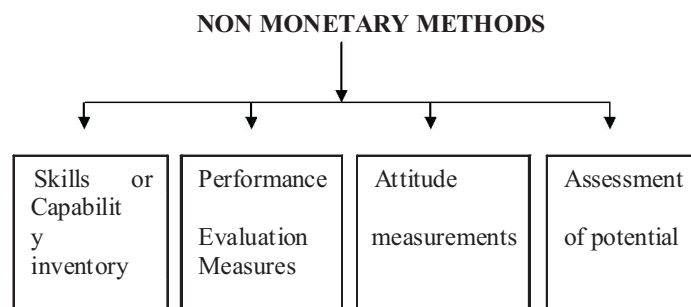 NON MONETARY METHODS
Skills or
Capabilit
y
inventory
Performance
Evaluation
Measures
Attitude
measurements
Assessment
of potential